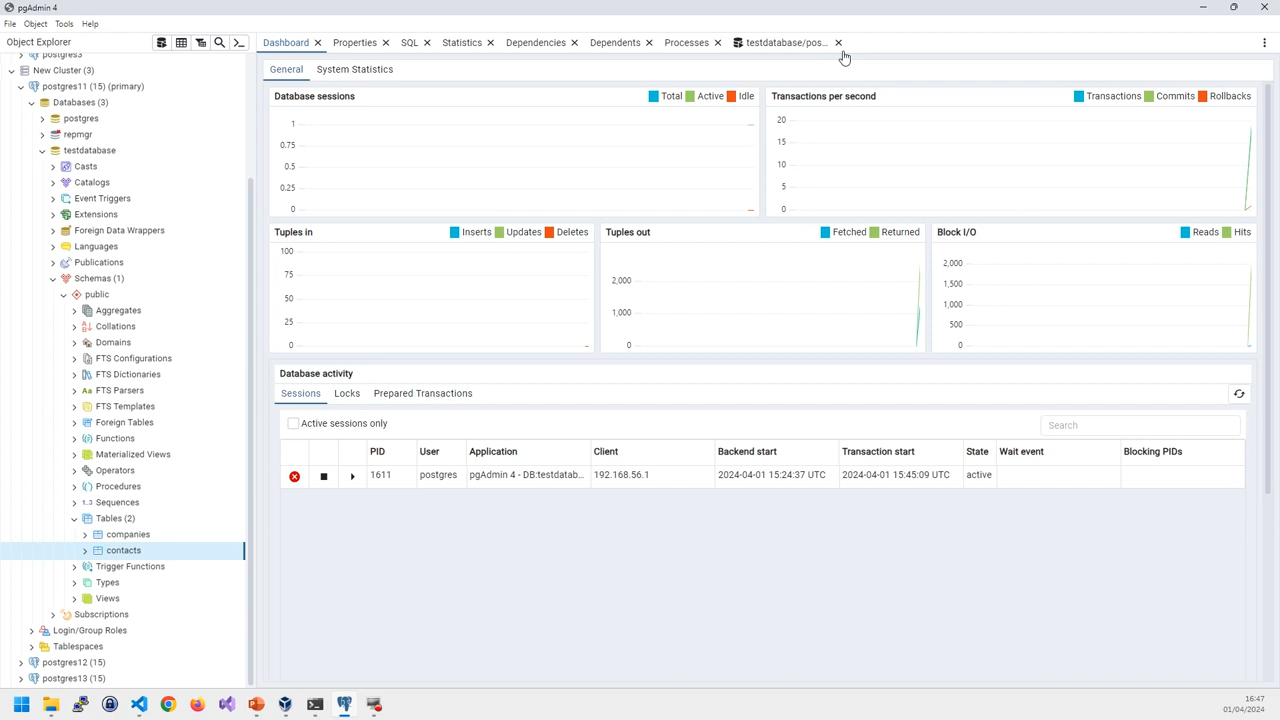 pgAdmin 4
File Object Tools Help
Object Explorer
Dashboard Properties SQL Statistics Dependencies Dependents Processes testdatabase/pos...
General System Statistics
postgres3
New Cluster (3)
postgres11 (15) (primary)
Databases (3)
postgres
repmgr
testdatabase
Casts
Catalogs
Event Triggers
Extensions
Foreign Data Wrappers
Languages
Publications
Schemas (1)
public
Aggregates
Collations
Domains
FTS Configurations
FTS Dictionaries
FTS Parsers
FTS Templates
Foreign Tables
Functions
Materialized Views
Operators
Procedures
1..3 Sequences
Tables (2)
companies
contacts
Trigger Functions
Types
Views
Subscriptions
Login/Group Roles
Tablespaces
postgres12 (15)
postgres13 (15)
Database sessions Total Active Idle
1
0.75
0.5
0.25
0
Transactions per second Transactions Commits Rollbacks
20
15
10
5
0
Tuples in Inserts Updates Deletes
100
75
50
25
0
Tuples out Fetched Returned
2,000
1,000
0
Block I/O Reads Hits
2,000
1,500
1,000
500
0
Database activity
Sessions Locks Prepared Transactions
Active sessions only Search
PID User Application Client Backend start Transaction start State Wait event Blocking PIDs
1611 postgres pgAdmin 4 - DB:testdatab... 192.168.56.1 2024-04-01 15:24:37 UTC 2024-04-01 15:45:09 UTC active
16:47
01/04/2024